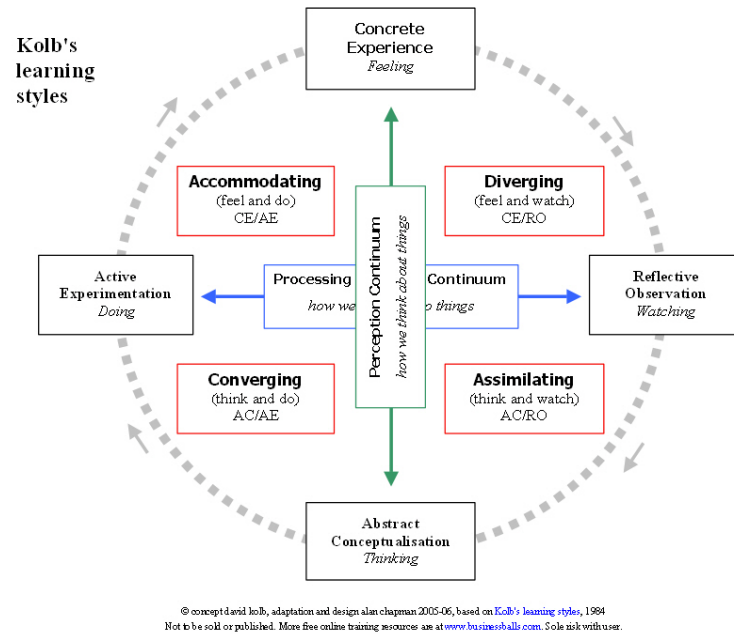 Kolb's
learning
styles
Concrete
Experience
Feeling
Accommodating
(feel and do)
CE/AE
Diverging
(feel and watch)
CE/RO
Perception Continuum
how we think about things
Active
Experimentation
Doing
Processing Continuum
how we o things
Reflective
Observation
Watching
Converging
(think and do)
AC/AE
Assimilating
(think and watch)
AC/RO
Abstract
Conceptualisation
Thinking
© concept david kolb, adaptation and design alan chapman 2005-06, based on Kolb's learning styles, 1984
Not to be sold or published. More free online training resources are at www.businessballs.com. Sole risk with user.